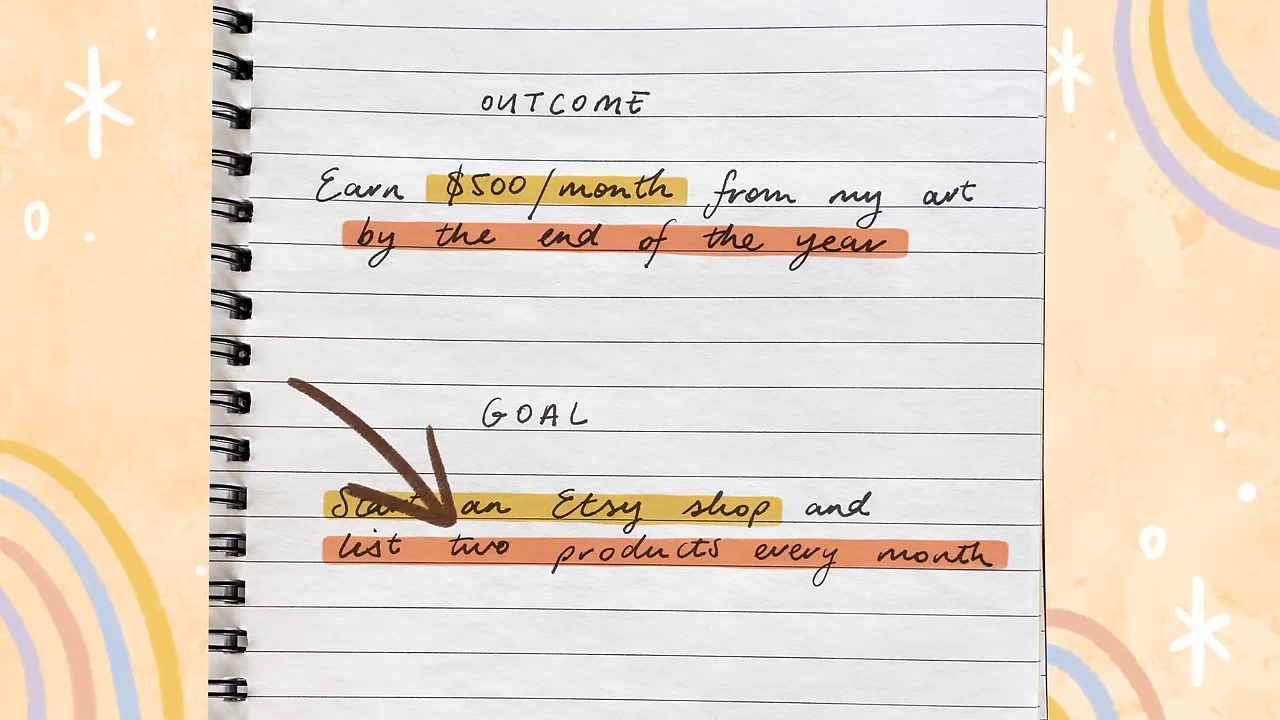 OUTCOME
Earn $500/month from my art
by the end of the year
GOAL
Start an Etsy shop and
list two products every month